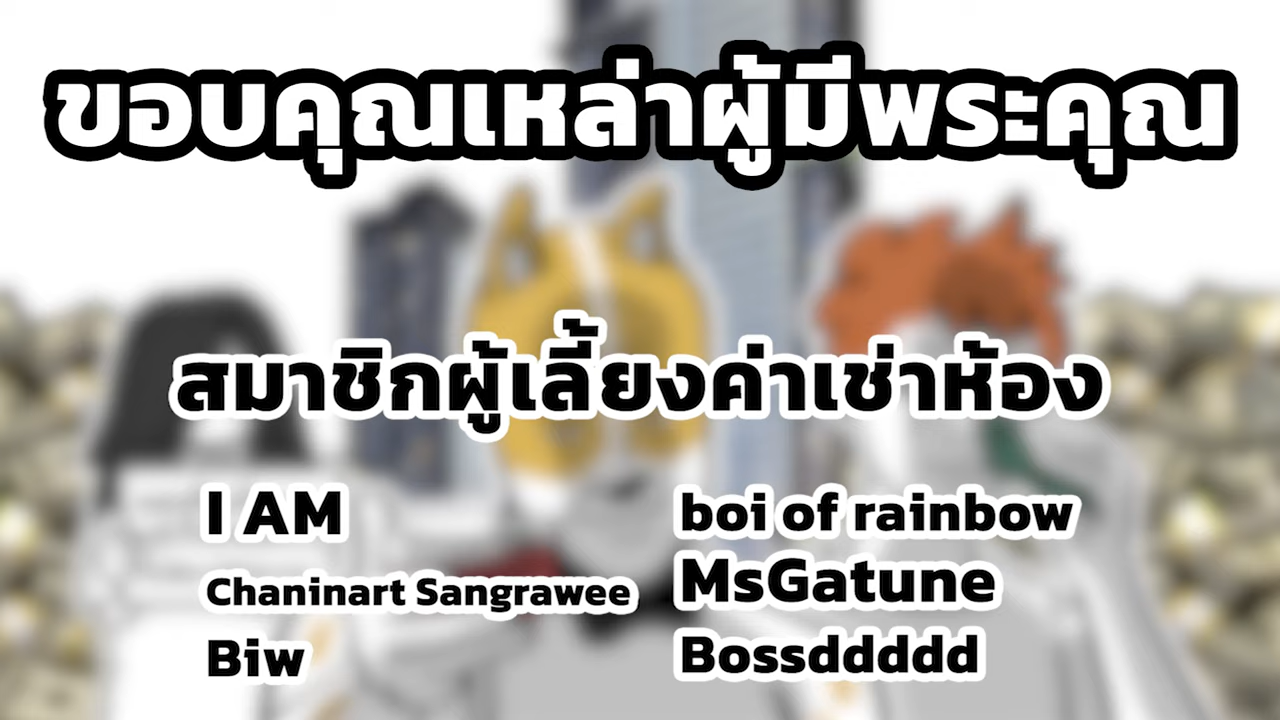 ขอบคุณเหล่าผู้มีพระคุณ
สมาชิกผู้เลี้ยงค่าเช่าห้อง
I AM
Chaninart Sangrawee
Biw
boi of rainbow
MsGatune
Bossddddd